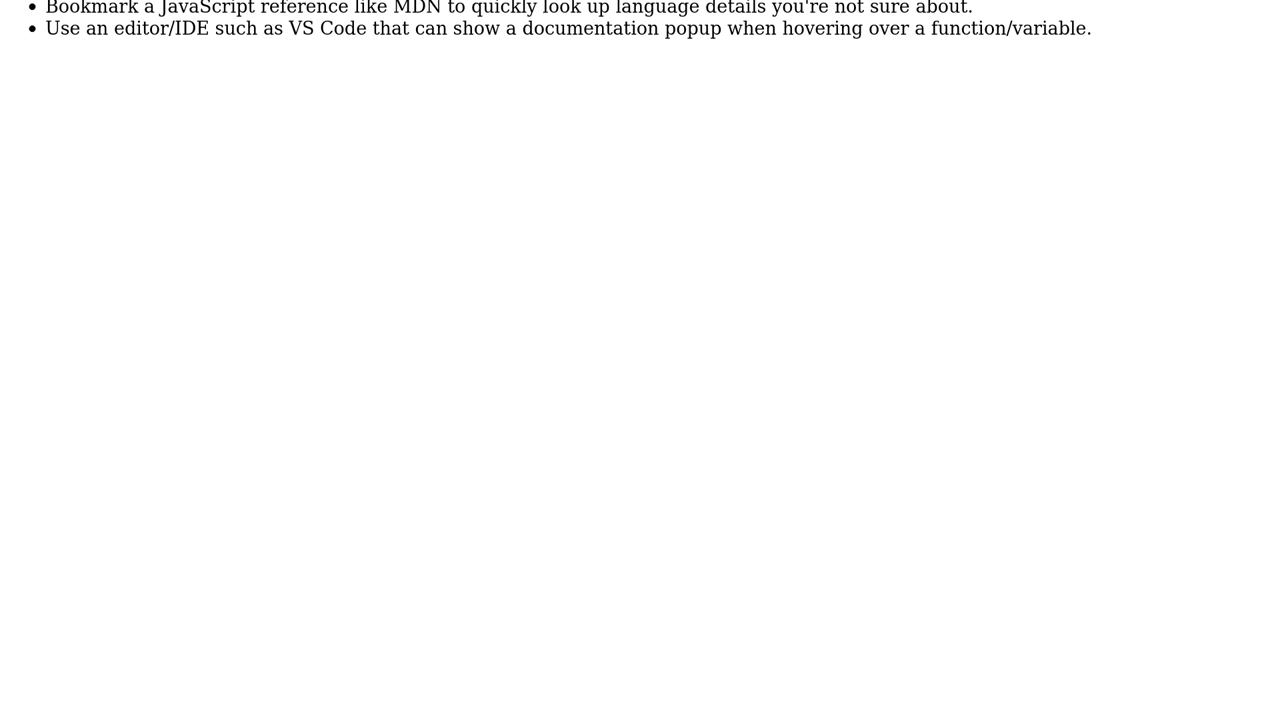 • Bookmark a JavaScript reference like MDN to quickly look up language details you're not sure about.
• Use an editor/IDE such as VS Code that can show a documentation popup when hovering over a function/variable.